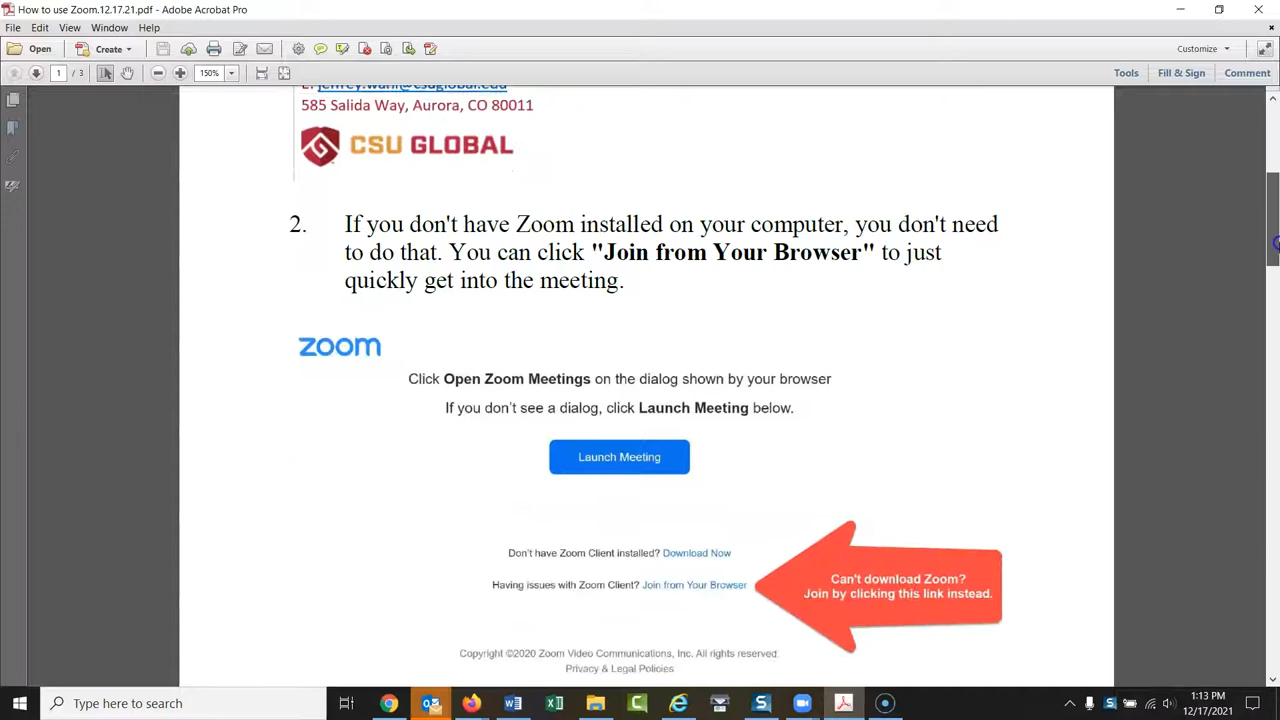 How to use Zoom.12.17.21.pdf - Adobe Acrobat Pro
File Edit View Window Help
Open Create Customize
1 / 3 150% Tools Fill & Sign Comment
E: jeffrey.wahl@csuglobal.edu
585 Salida Way, Aurora, CO 80011
CSU GLOBAL
2. If you don't have Zoom installed on your computer, you don't need
to do that. You can click "Join from Your Browser" to just
quickly get into the meeting.
zoom
Click Open Zoom Meetings on the dialog shown by your browser
If you don't see a dialog, click Launch Meeting below.
Launch Meeting
Don't have Zoom Client installed? Download Now
Having issues with Zoom Client? Join from Your Browser
Can't download Zoom?
Join by clicking this link instead.
Copyright ©2020 Zoom Video Communications, Inc. All rights reserved.
Privacy & Legal Policies
Type here to search
1:13 PM
12/17/2021